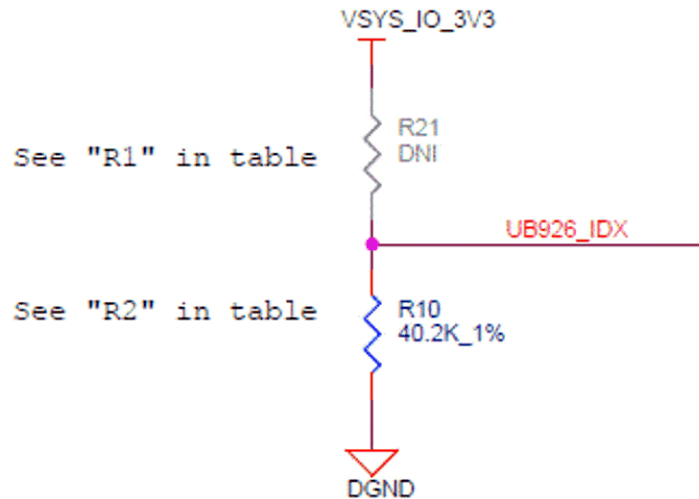 VSYS_IO_3V3
R21
See "R1" in table
DNI
UB926_IDX
See "R2" in table
R10
40.2K_1%
DGND